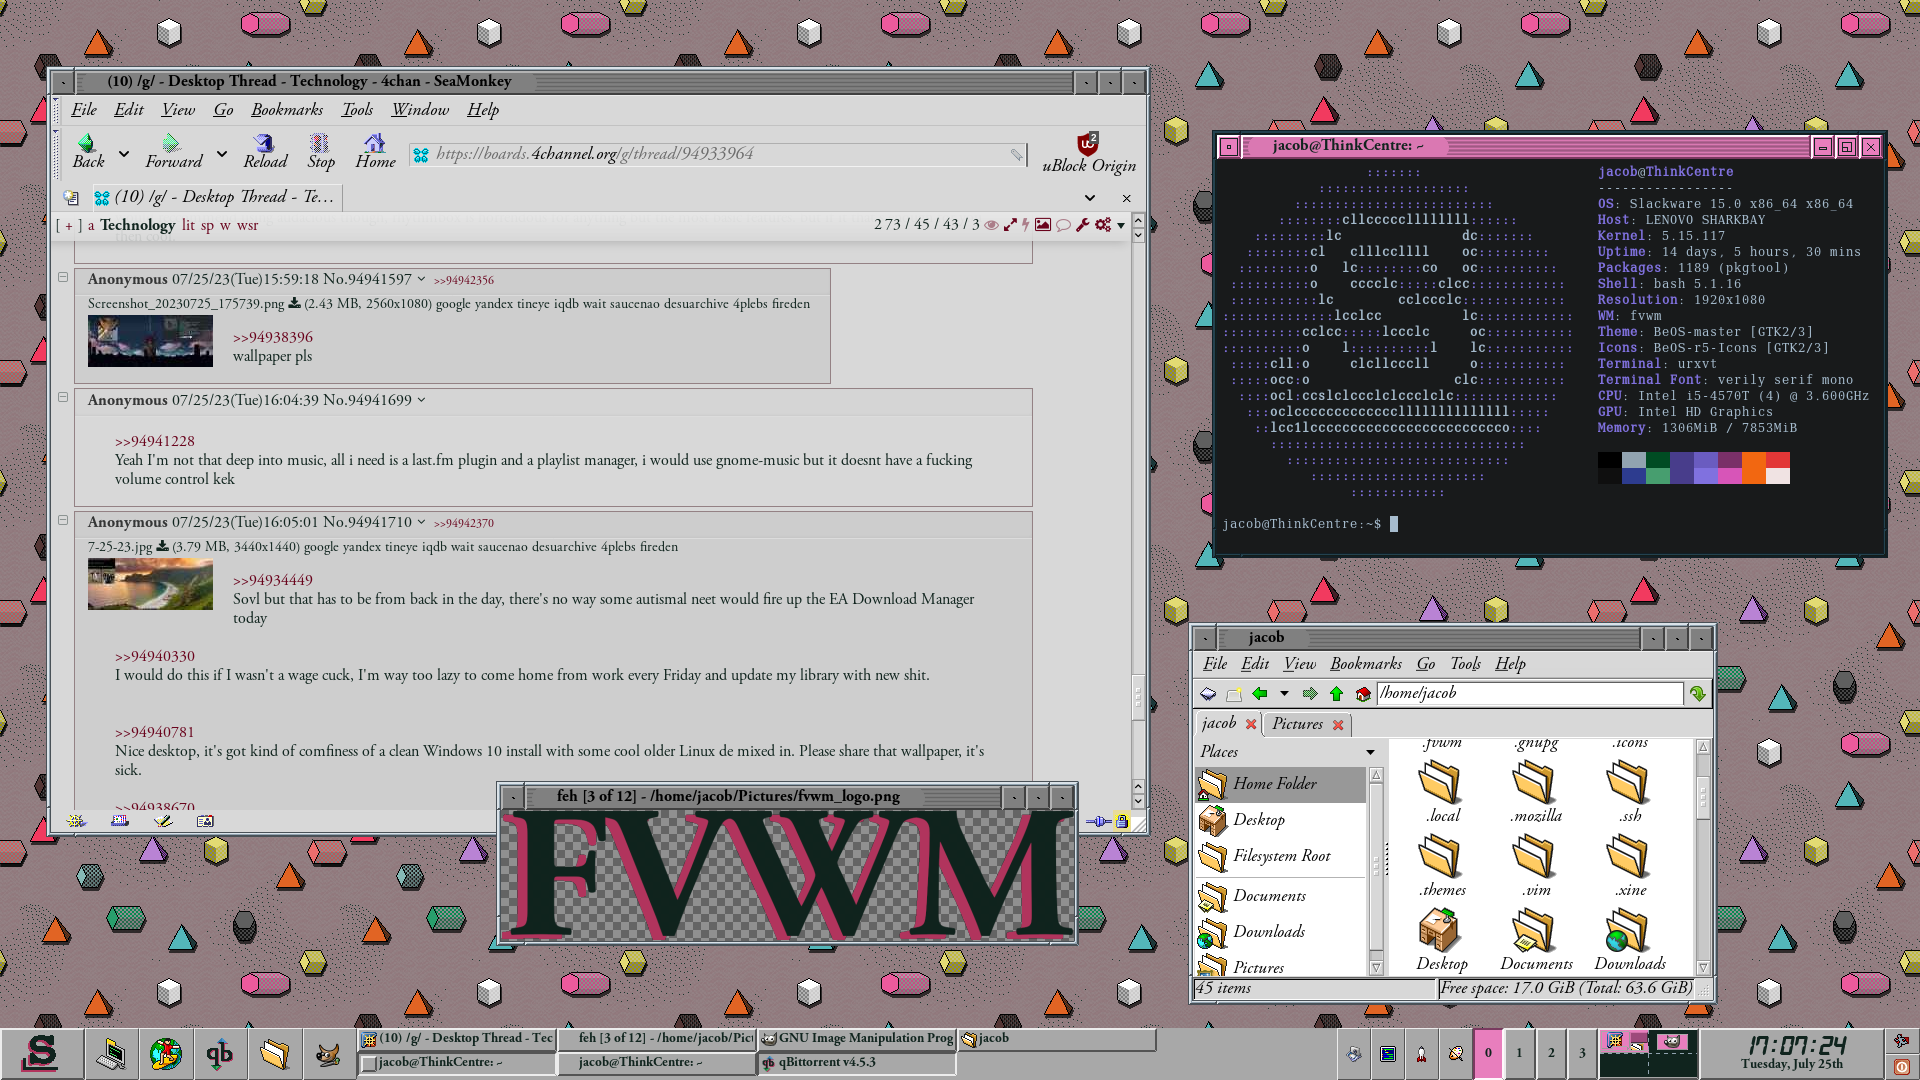 (10) /g/ - Desktop Thread - Technology - 4chan - SeaMonkey
File Edit View Go Bookmarks Tools Window Help
Back Forward Reload Stop Home https://boards.4channel.org/g/thread/94933964 uBlock Origin
(10) /g/ - Desktop Thread - Te…
[ + ] a Technology lit sp w wsr 2 73 / 45 / 43 / 3
Anonymous 07/25/23(Tue)15:59:18 No.94941597 >>94942356
Screenshot_20230725_175739.png (2.43 MB, 2560x1080) google yandex tineye iqdb wait saucenao desuarchive 4plebs fireden
>>94938396
wallpaper pls
Anonymous 07/25/23(Tue)16:04:39 No.94941699
>>94941228
Yeah I'm not that deep into music, all i need is a last.fm plugin and a playlist manager, i would use gnome-music but it doesnt have a fucking
volume control kek
Anonymous 07/25/23(Tue)16:05:01 No.94941710 >>94942370
7-25-23.jpg (3.79 MB, 3440x1440) google yandex tineye iqdb wait saucenao desuarchive 4plebs fireden
>>94934449
Sovl but that has to be from back in the day, there's no way some autismal neet would fire up the EA Download Manager
today
>>94940330
I would do this if I wasn't a wage cuck, I'm way too lazy to come home from work every Friday and update my library with new shit.
>>94940781
Nice desktop, it's got kind of comfiness of a clean Windows 10 install with some cool older Linux de mixed in. Please share that wallpaper, it's
sick.
>>94938670
feh [3 of 12] - /home/jacob/Pictures/fvwm_logo.png
FVWM
jacob@ThinkCentre: ~
jacob@ThinkCentre
-----------------
OS: Slackware 15.0 x86_64 x86_64
Host: LENOVO SHARKBAY
Kernel: 5.15.117
Uptime: 14 days, 5 hours, 30 mins
Packages: 1189 (pkgtool)
Shell: bash 5.1.16
Resolution: 1920x1080
WM: fvwm
Theme: BeOS-master [GTK2/3]
Icons: BeOS-r5-Icons [GTK2/3]
Terminal: urxvt
Terminal Font: verily serif mono
CPU: Intel i5-4570T (4) @ 3.600GHz
GPU: Intel HD Graphics
Memory: 1306MiB / 7853MiB
jacob@ThinkCentre:~$
jacob
File Edit View Bookmarks Go Tools Help
/home/jacob
jacob Pictures
Places
Home Folder
Desktop
Filesystem Root
Documents
Downloads
Pictures
.fvwm .gnupg .icons
.local .mozilla .ssh
.themes .vim .xine
Desktop Documents Downloads
45 items Free space: 17.0 GiB (Total: 63.6 GiB)
(10) /g/ - Desktop Thread - Tec feh [3 of 12] - /home/jacob/Pict GNU Image Manipulation Prog jacob
jacob@ThinkCentre: ~ jacob@ThinkCentre: ~ qBittorrent v4.5.3
0 1 2 3
17:07:24
Tuesday, July 25th